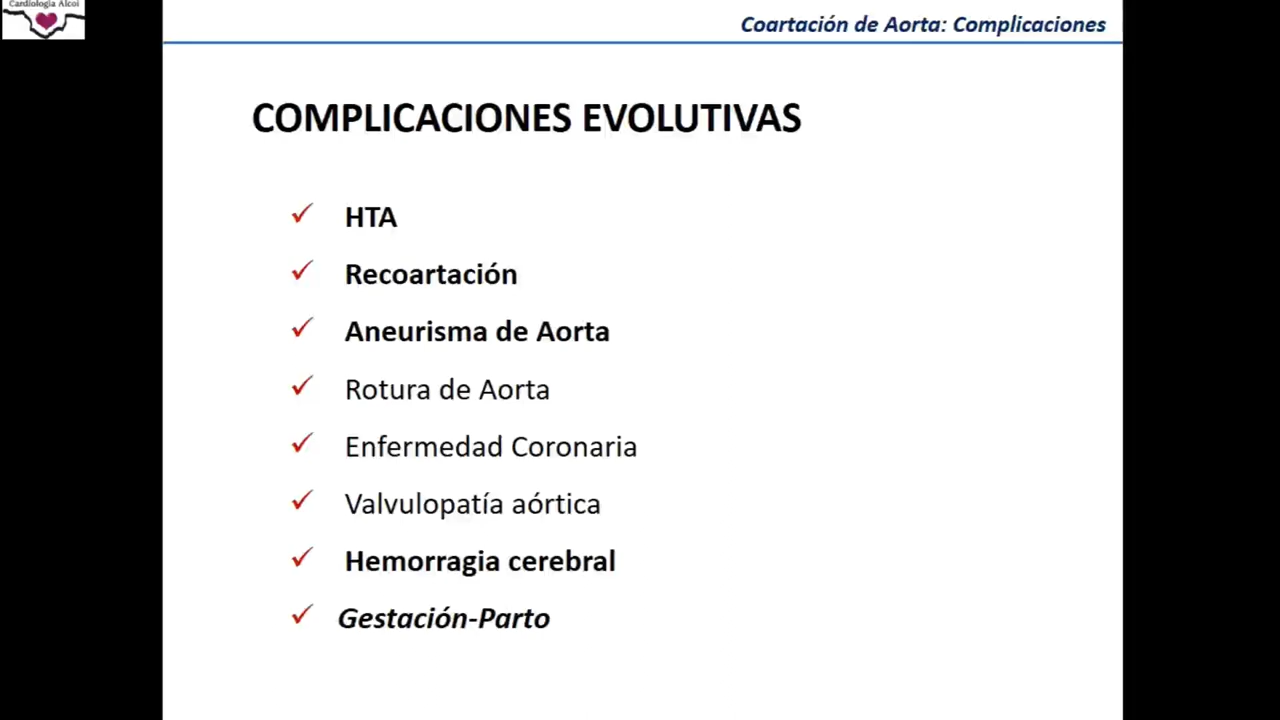 Cardiología Alcoi
Coartación de Aorta: Complicaciones
COMPLICACIONES EVOLUTIVAS
HTA
Recoartación
Aneurisma de Aorta
Rotura de Aorta
Enfermedad Coronaria
Valvulopatía aórtica
Hemorragia cerebral
Gestación-Parto